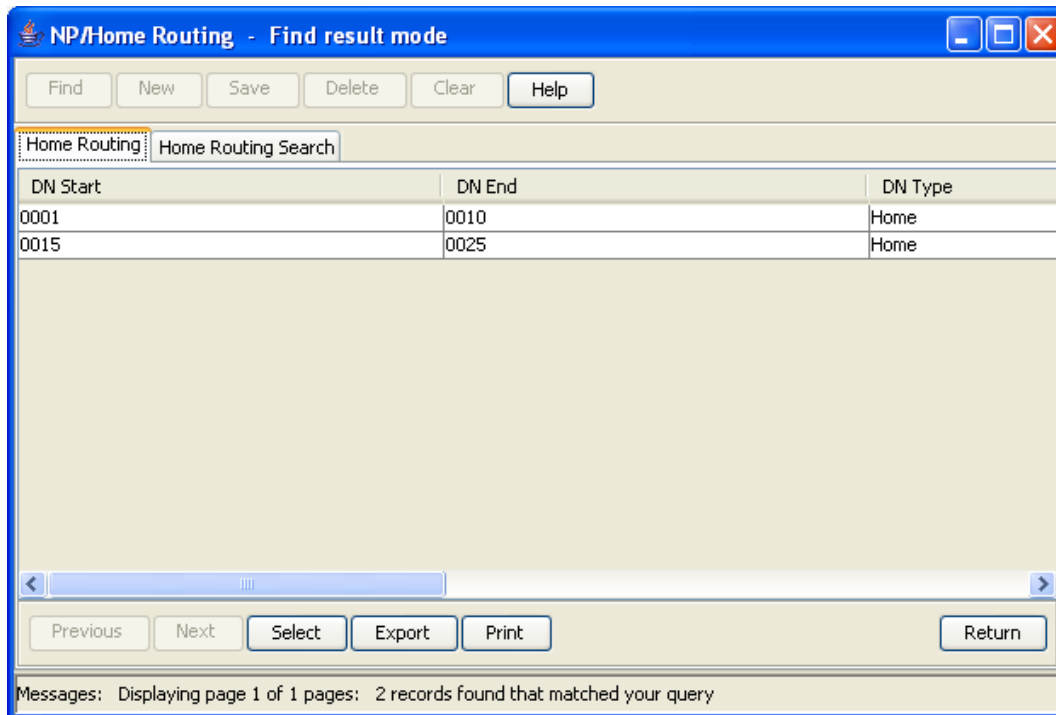 NP/Home Routing - Find result mode
Find New Save Delete Clear Help
Home Routing Home Routing Search
DN Start DN End DN Type
0001 0010 Home
0015 0025 Home
Previous Next Select Export Print Return
Messages: Displaying page 1 of 1 pages: 2 records found that matched your query